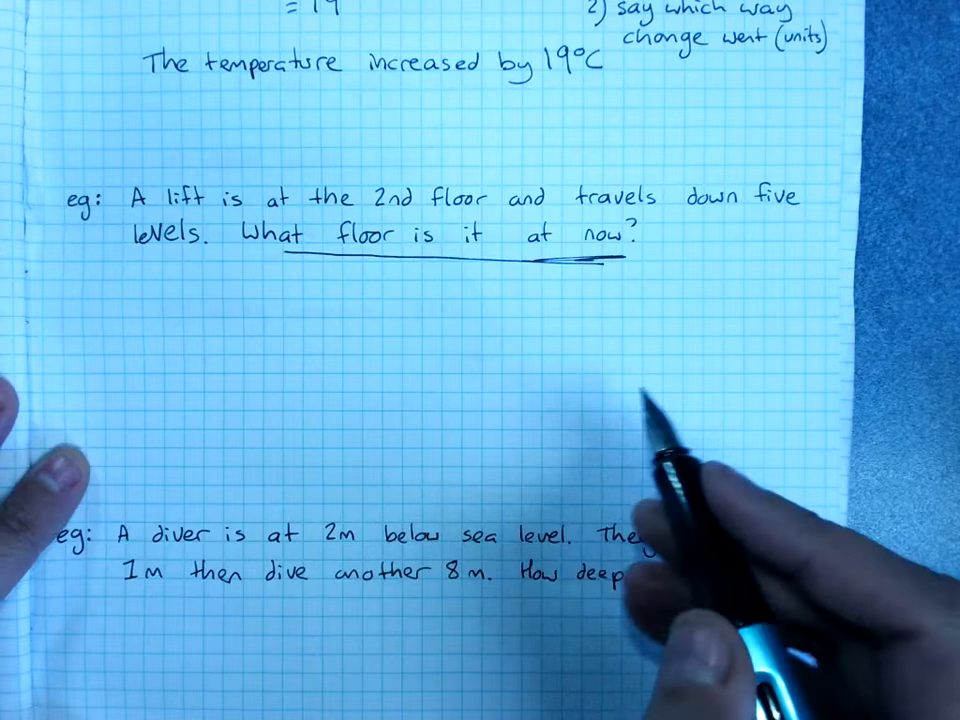 = 19
2) say which way
change went (units)
The temperature increased by 19°C
eg: A lift is at the 2nd floor and travels down five
levels. What floor is it at now?
eg: A diver is at 2m below sea level. They
1m then dive another 8m. How deep